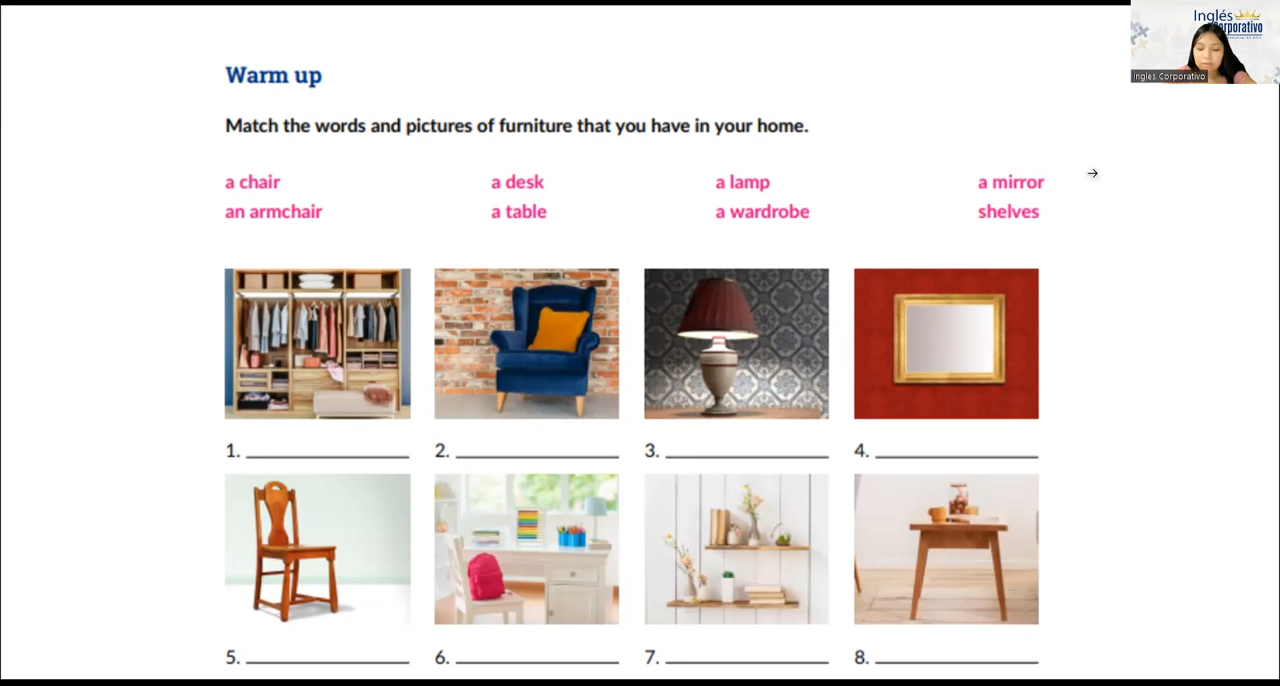 Inglés
Corporativo
Ingles Corporativo
Warm up
Match the words and pictures of furniture that you have in your home.
a chair a desk a lamp a mirror
an armchair a table a wardrobe shelves
1. 2. 3. 4.
5. 6. 7. 8.